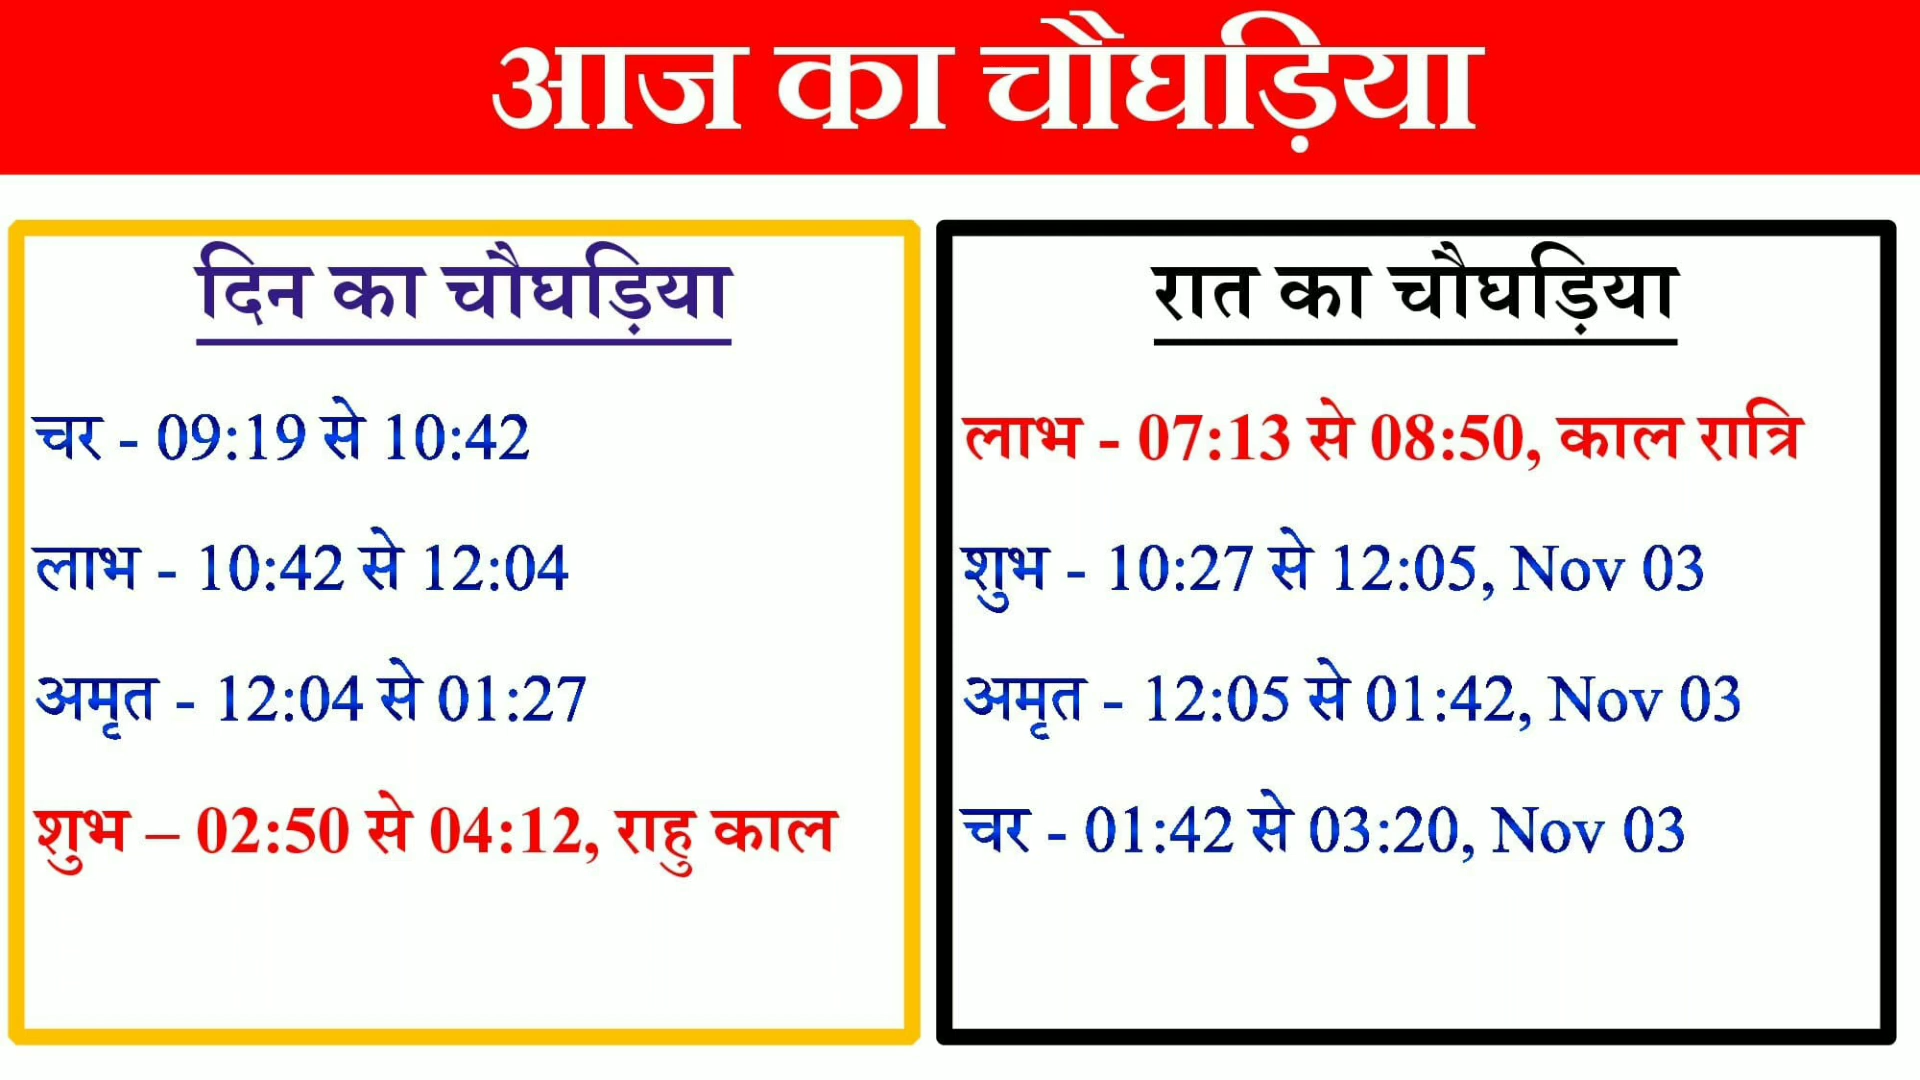 आज का चौघड़िया
दिन का चौघड़िया
चर - 09:19 से 10:42
लाभ - 10:42 से 12:04
अमृत - 12:04 से 01:27
शुभ – 02:50 से 04:12, राहु काल
रात का चौघड़िया
लाभ - 07:13 से 08:50, काल रात्रि
शुभ - 10:27 से 12:05, Nov 03
अमृत - 12:05 से 01:42, Nov 03
चर - 01:42 से 03:20, Nov 03